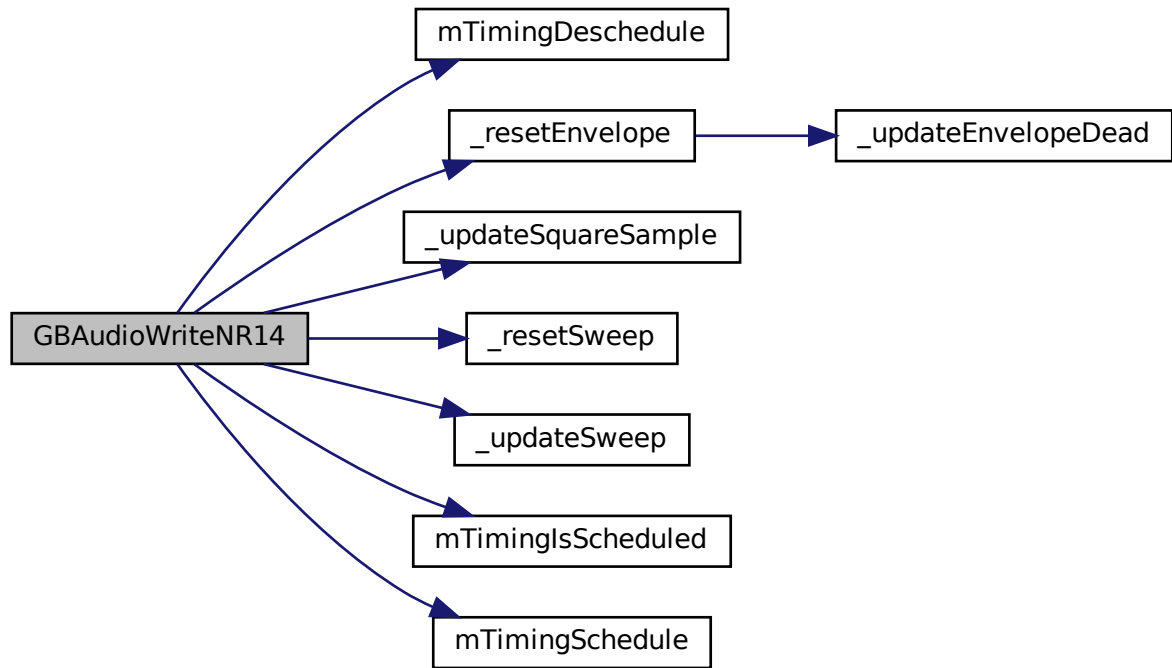 mTimingDeschedule
_resetEnvelope
_updateEnvelopeDead
_updateSquareSample
GBAudioWriteNR14
_resetSweep
_updateSweep
mTimingIsScheduled
mTimingSchedule